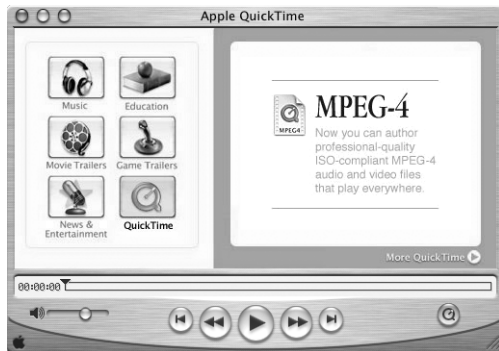 Apple QuickTime
Music
Education
Movie Trailers
Game Trailers
News &
Entertainment
QuickTime
MPEG4
MPEG-4
Now you can author
professional-quality
ISO-compliant MPEG-4
audio and video files
that play everywhere.
More QuickTime
00:00:00